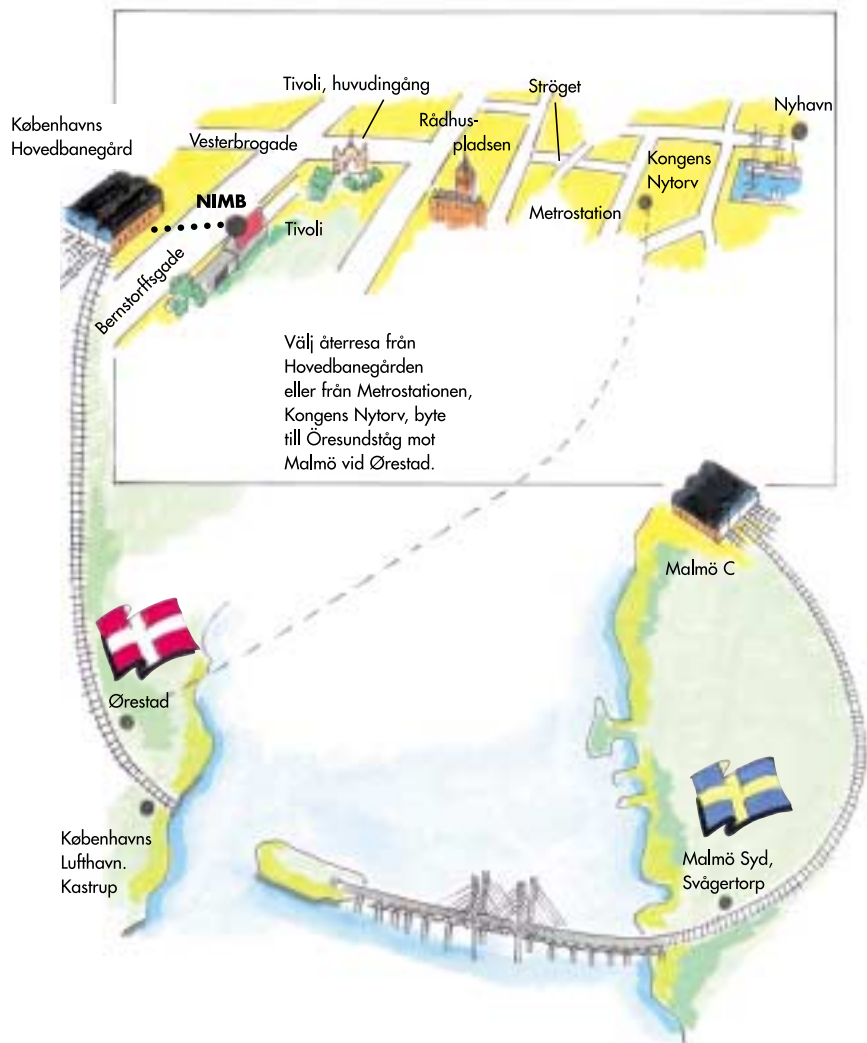 Tivoli, huvudingång
Ströget
Nyhavn
Københavns
Hovedbanegård
Vesterbrogade
Rådhus-
pladsen
Kongens
Nytorv
NIMB
Tivoli
Metrostation
Bernstorffsgade
Välj återresa från
Hovedbanegården
eller från Metrostationen,
Kongens Nytorv, byte
till Öresundståg mot
Malmö vid Ørestad.
Malmö C
Ørestad
Københavns
Lufthavn.
Kastrup
Malmö Syd,
Svågertorp